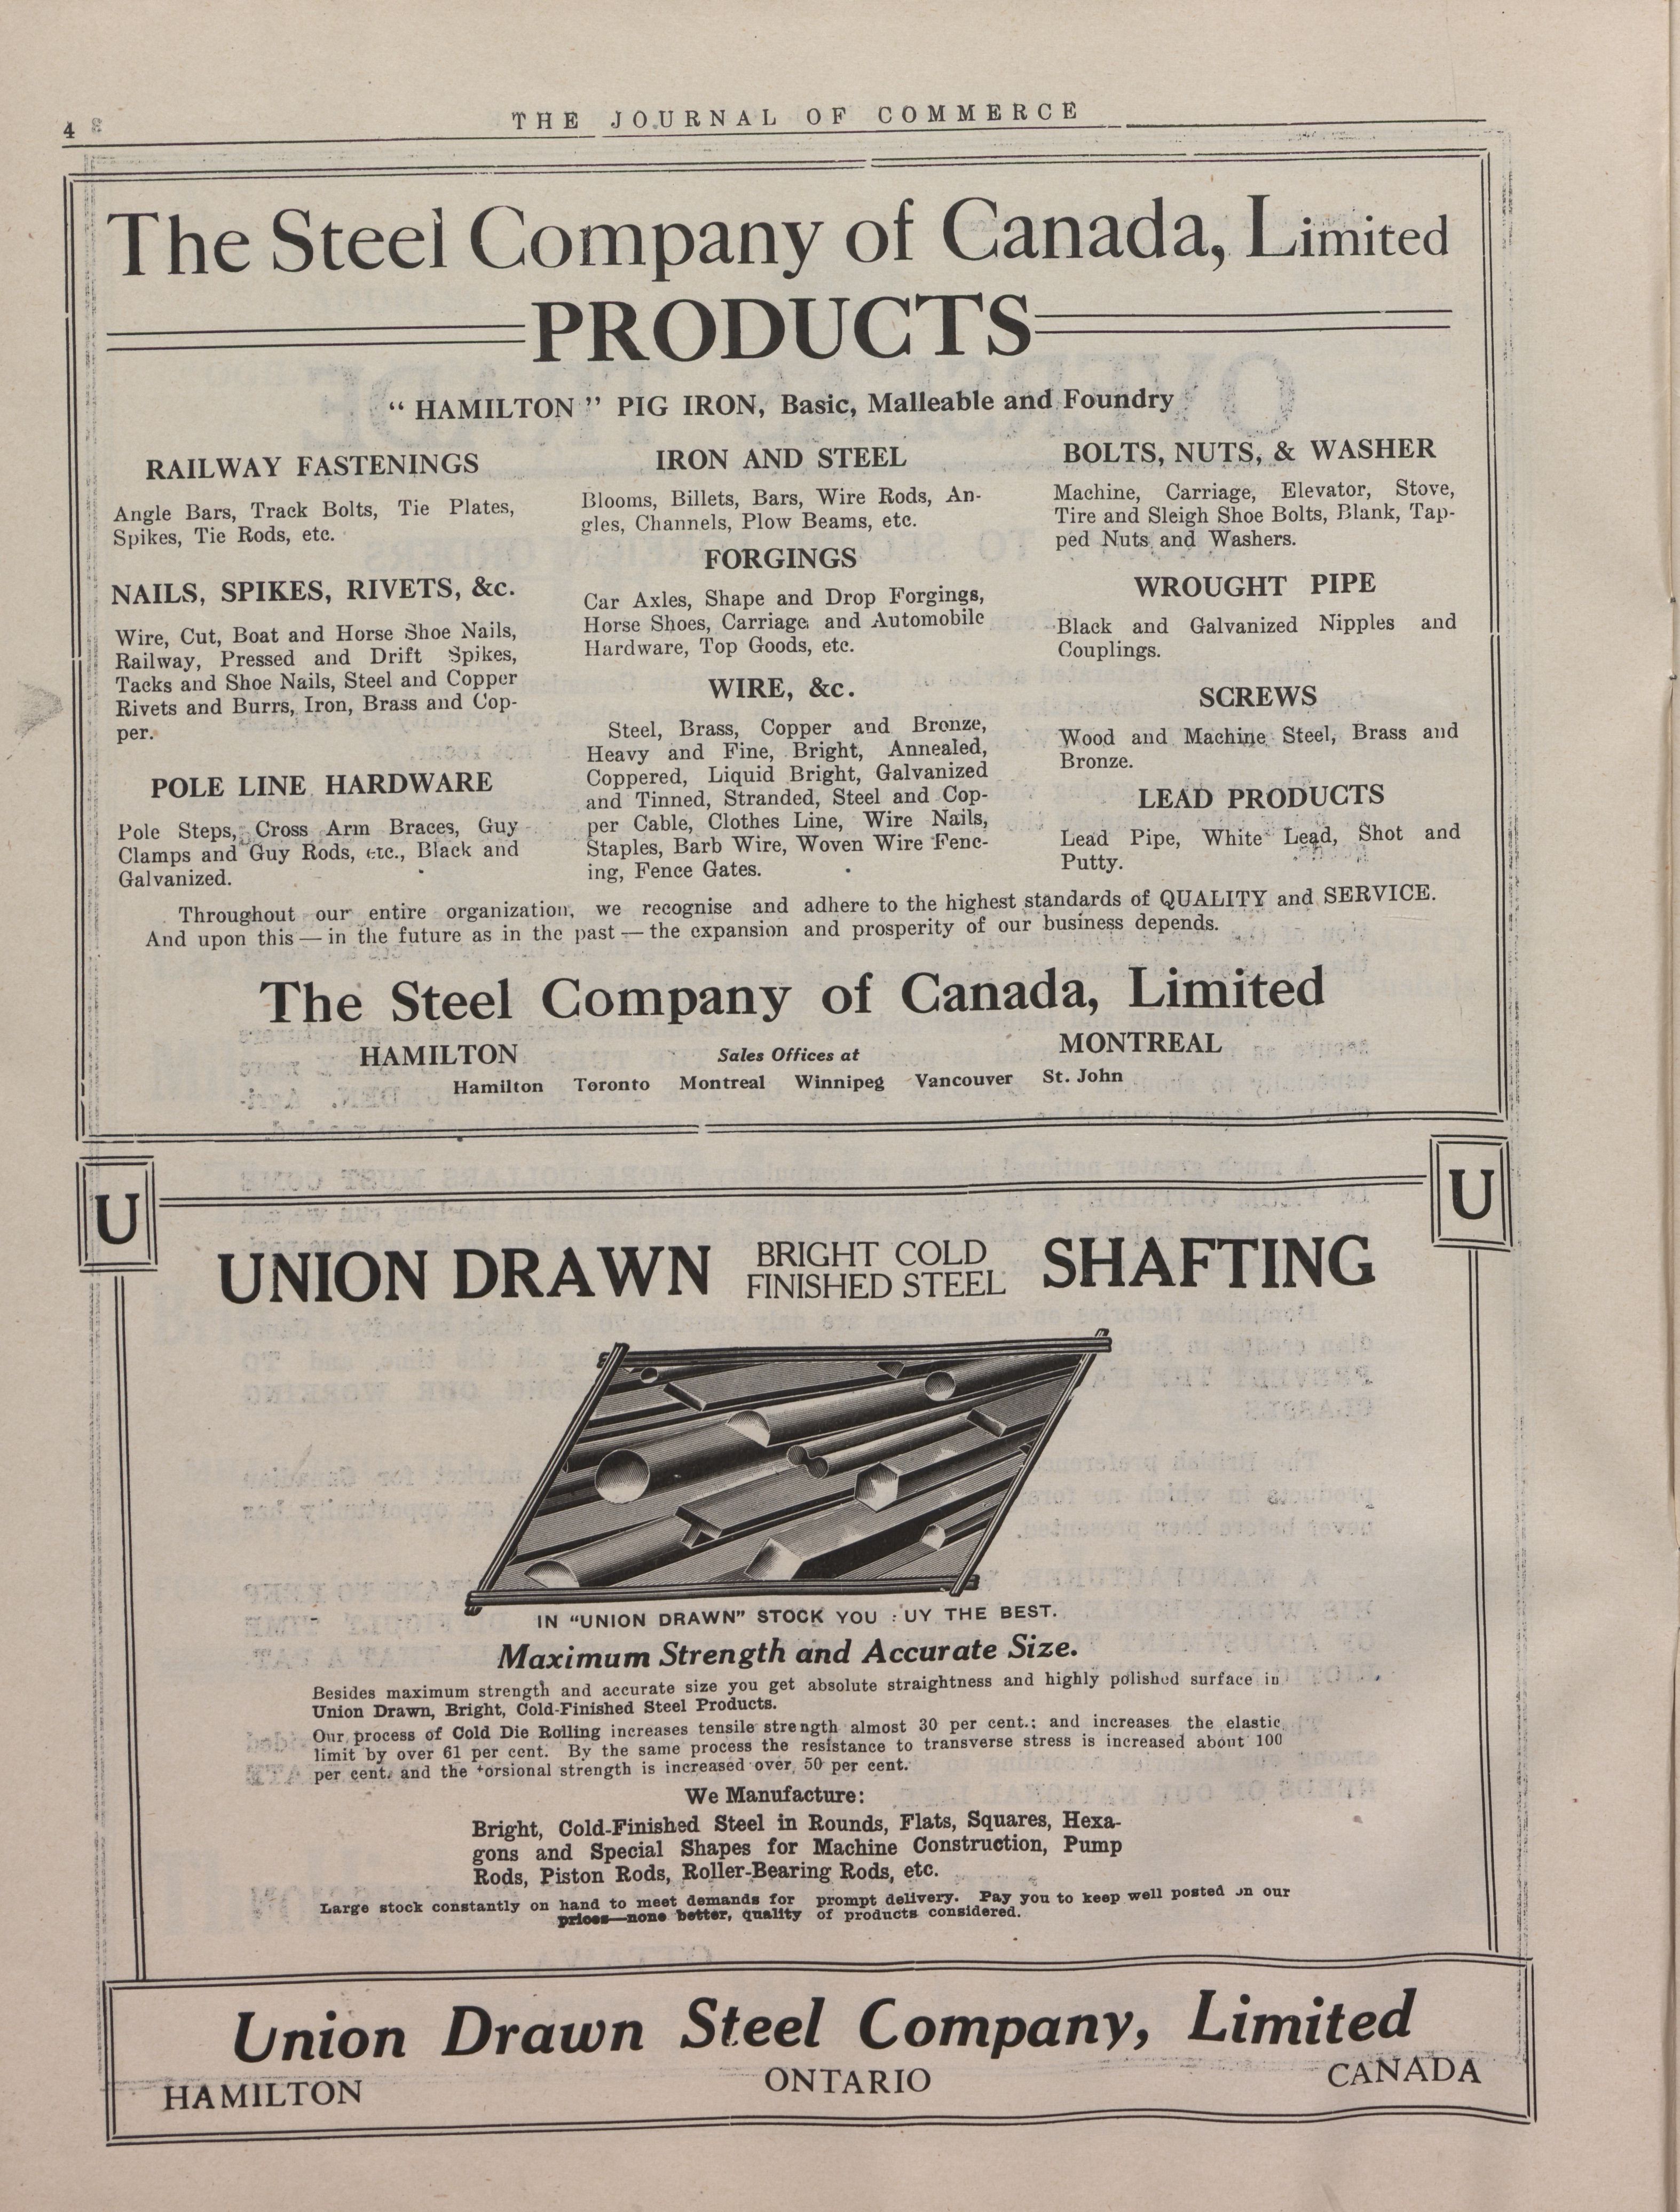 4
THE JOURNAL OF COMMERCE
The Steel Company of Canada, Limited
PRODUCTS
“ HAMILTON ” PIG IRON, Basic, Malleable and Foundry
RAILWAY FASTENINGS
Angle Bars, Track Bolts, Tie Plates,
Spikes, Tie Rods, etc.
NAILS, SPIKES, RIVETS, &c.
Wire, Cut, Boat and Horse Shoe Nails,
Railway, Pressed and Drift Spikes,
Tacks and Shoe Nails, Steel and Copper
Rivets and Burrs, Iron, Brass and Cop-
per.
POLE LINE HARDWARE
Pole Steps, Cross Arm Braces, Guy
Clamps and Guy Rods, etc., Black and
Galvanized.
IRON AND STEEL
Blooms, Billets, Bars, Wire Rods, An-
gles, Channels, Plow Beams, etc.
FORGINGS
Car Axles, Shape and Drop Forgings,
Horse Shoes, Carriage and Automobile
Hardware, Top Goods, etc.
WIRE, &c.
Steel, Brass, Copper and Bronze,
Heavy and Fine, Bright, Annealed,
Coppered, Liquid Bright, Galvanized
and Tinned, Stranded, Steel and Cop-
per Cable, Clothes Line, Wire Nails,
Staples, Barb Wire, Woven Wire Fenc-
ing, Fence Gates.
BOLTS, NUTS, & WASHER
Machine, Carriage, Elevator, Stove,
Tire and Sleigh Shoe Bolts, Blank, Tap-
ped Nuts and Washers.
WROUGHT PIPE
Black and Galvanized Nipples and
Couplings.
SCREWS
Wood and Machine Steel, Brass and
Bronze.
LEAD PRODUCTS
Lead Pipe, White Lead, Shot and
Putty.
Throughout our entire organization, we recognise and adhere to the highest standards of QUALITY and SERVICE.
And upon this — in the future as in the past — the expansion and prosperity of our business depends.
The Steel Company of Canada, Limited
HAMILTON Sales Offices at MONTREAL
Hamilton Toronto Montreal Winnipeg Vancouver St. John
U
U
UNION DRAWN BRIGHT COLD FINISHED STEEL SHAFTING
IN “UNION DRAWN” STOCK YOU : UY THE BEST.
Maximum Strength and Accurate Size.
Besides maximum strength and accurate size you get absolute straightness and highly polished surface in
Union Drawn, Bright, Cold-Finished Steel Products.
Our process of Cold Die Rolling increases tensile strength almost 30 per cent.; and increases the elastic
limit by over 61 per cent. By the same process the resistance to transverse stress is increased about 100
per cent. and the torsional strength is increased over 50 per cent.
We Manufacture:
Bright, Cold-Finished Steel in Rounds, Flats, Squares, Hexa-
gons and Special Shapes for Machine Construction, Pump
Rods, Piston Rods, Roller-Bearing Rods, etc.
Large stock constantly on hand to meet demands for prompt delivery. Pay you to keep well posted on our
prices—none better, quality of products considered.
Union Drawn Steel Company, Limited
HAMILTON ONTARIO CANADA